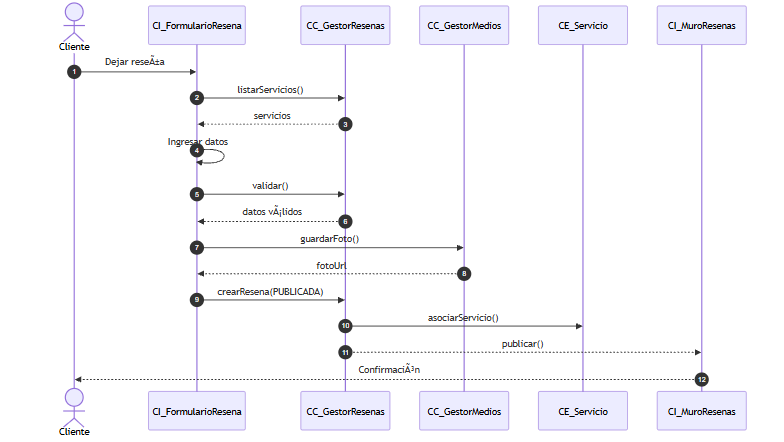 CI_FormularioResena
CC_GestorResenas
CC_GestorMedios
CE_Servicio
CI_MuroResenas
Cliente
Dejar reseÃ±a
1
listarServicios()
2
servicios
3
Ingresar datos
4
validar()
5
datos vÃ¡lidos
6
guardarFoto()
7
fotoUrl
8
crearResena(PUBLICADA)
9
asociarServicio()
10
publicar()
11
ConfirmaciÃ³n
12
CI_FormularioResena
CC_GestorResenas
CC_GestorMedios
CE_Servicio
CI_MuroResenas
Cliente